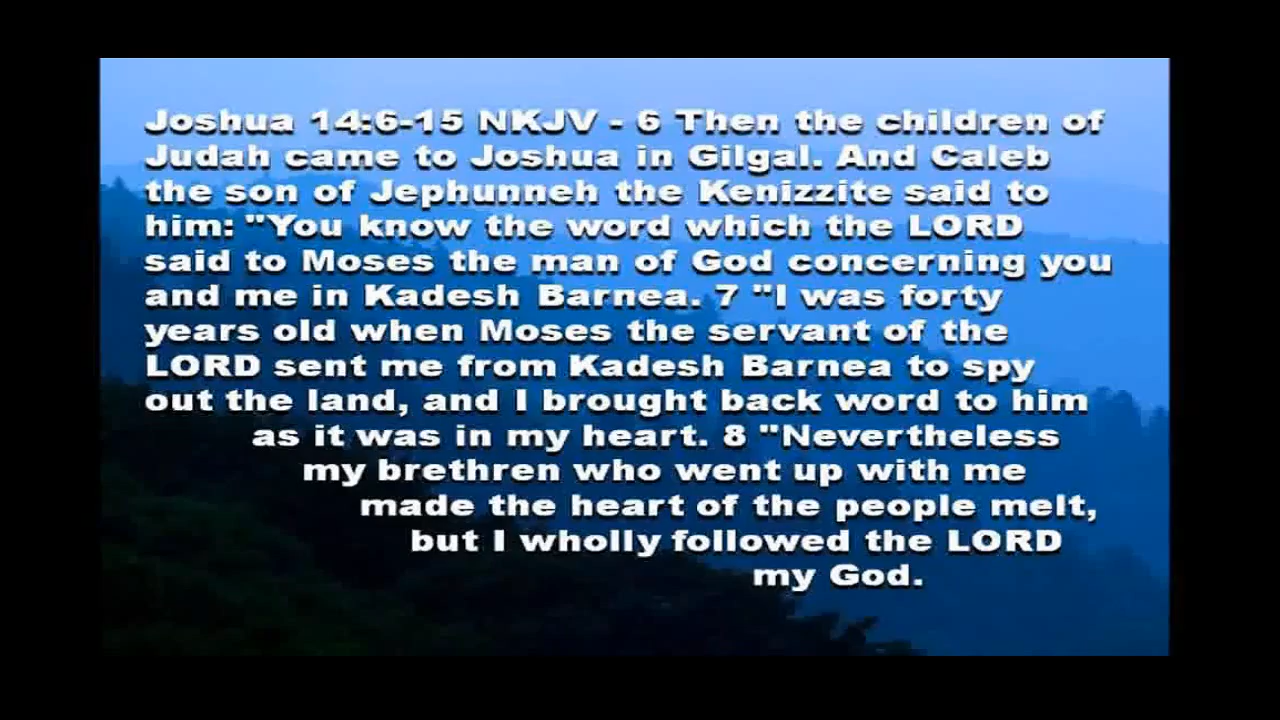 Joshua 14:6-15 NKJV - 6 Then the children of
Judah came to Joshua in Gilgal. And Caleb
the son of Jephunneh the Kenizzite said to
him: "You know the word which the LORD
said to Moses the man of God concerning you
and me in Kadesh Barnea. 7 "I was forty
years old when Moses the servant of the
LORD sent me from Kadesh Barnea to spy
out the land, and I brought back word to him
as it was in my heart. 8 "Nevertheless
my brethren who went up with me
made the heart of the people melt,
but I wholly followed the LORD
my God.